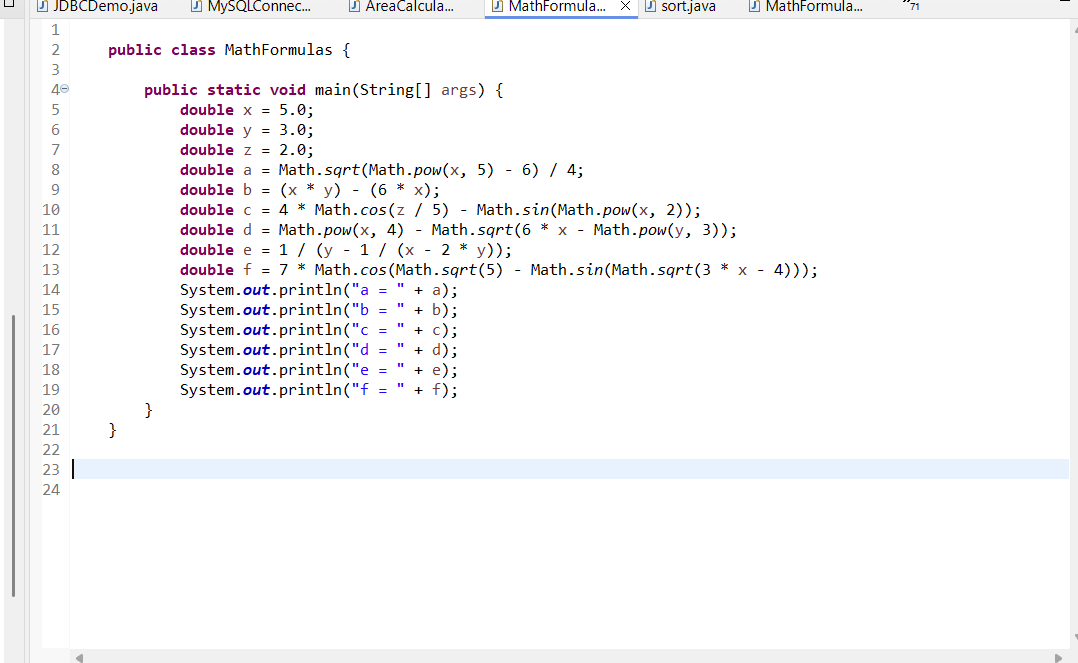 JDBCDemo.java MySQLConnec... AreaCalcula... MathFormula... sort.java MathFormula... "71
1
2 public class MathFormulas {
3
4 public static void main(String[] args) {
5 double x = 5.0;
6 double y = 3.0;
7 double z = 2.0;
8 double a = Math.sqrt(Math.pow(x, 5) - 6) / 4;
9 double b = (x * y) - (6 * x);
10 double c = 4 * Math.cos(z / 5) - Math.sin(Math.pow(x, 2));
11 double d = Math.pow(x, 4) - Math.sqrt(6 * x - Math.pow(y, 3));
12 double e = 1 / (y - 1 / (x - 2 * y));
13 double f = 7 * Math.cos(Math.sqrt(5) - Math.sin(Math.sqrt(3 * x - 4)));
14 System.out.println("a = " + a);
15 System.out.println("b = " + b);
16 System.out.println("c = " + c);
17 System.out.println("d = " + d);
18 System.out.println("e = " + e);
19 System.out.println("f = " + f);
20 }
21 }
22
23
24